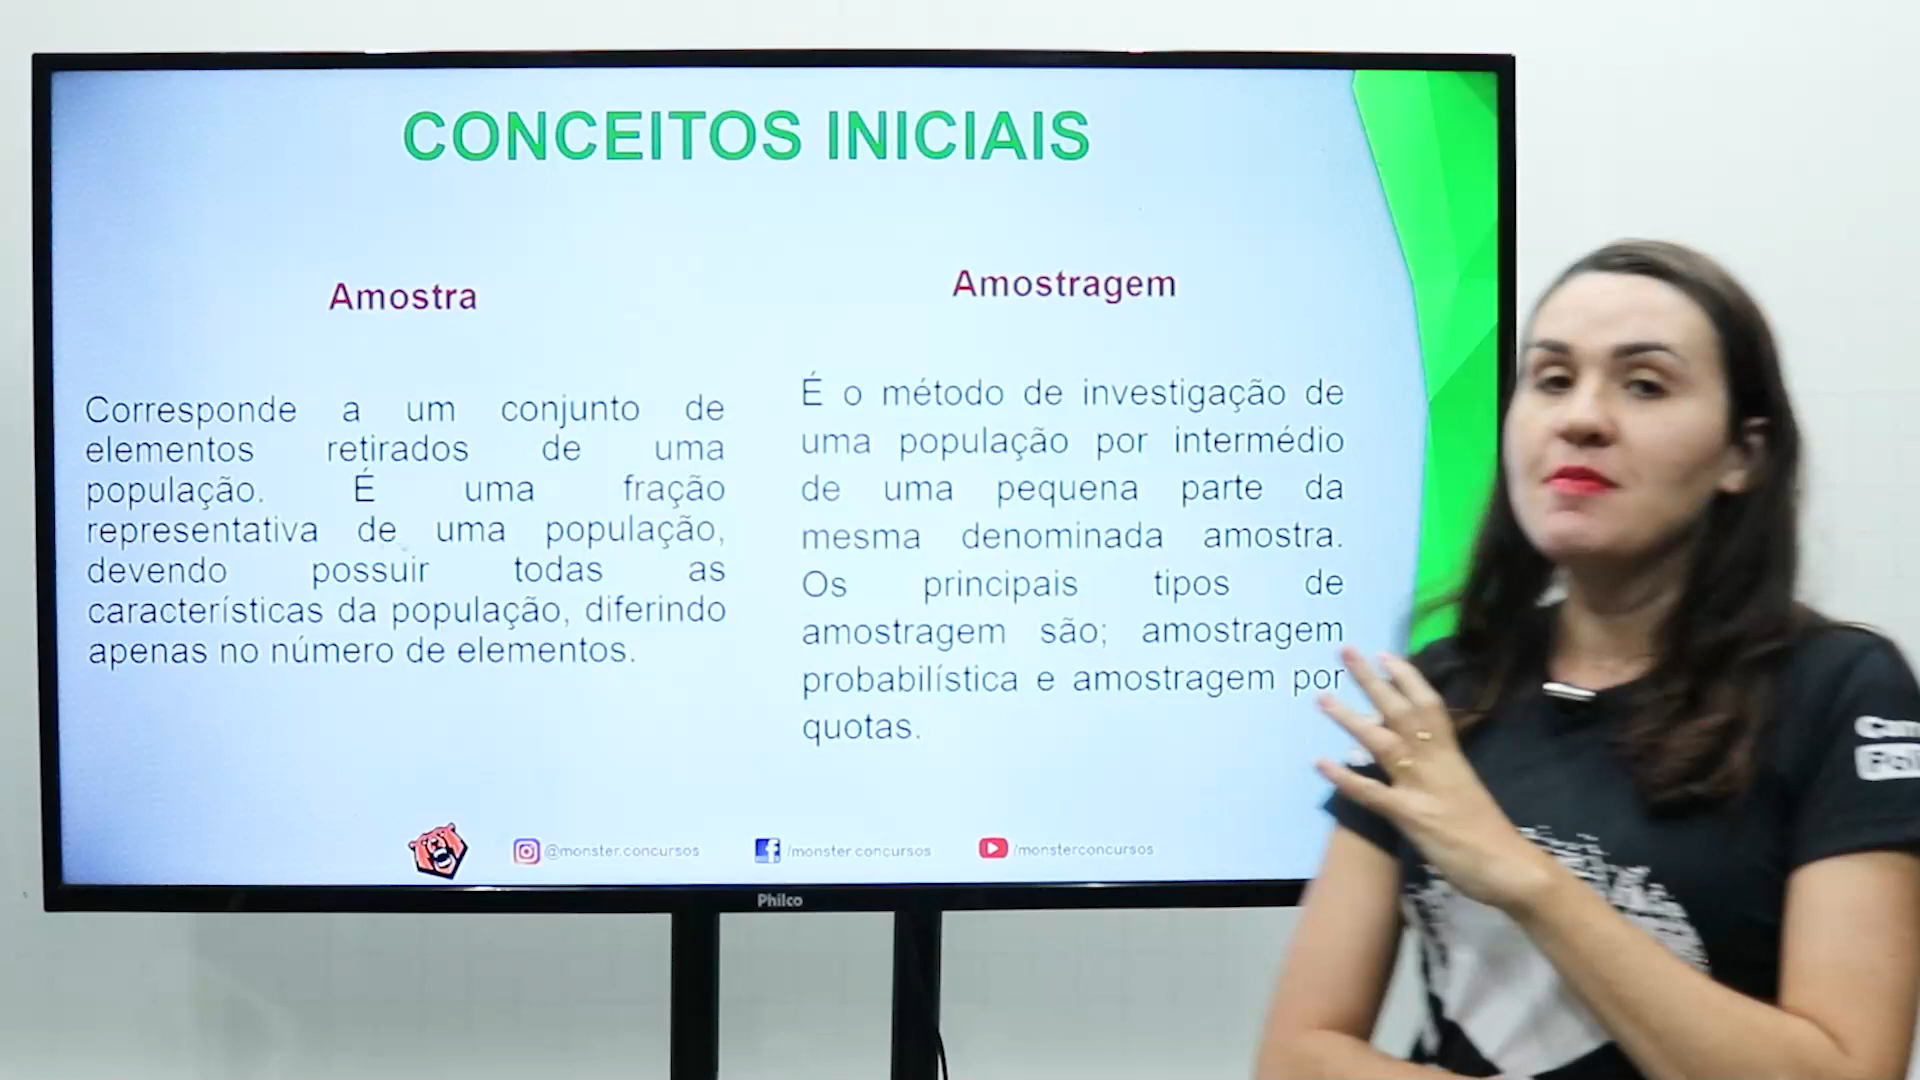 CONCEITOS INICIAIS
Amostra
Corresponde a um conjunto de
elementos retirados de uma
população. É uma fração
representativa de uma população,
devendo possuir todas as
características da população, diferindo
apenas no número de elementos.
Amostragem
É o método de investigação de
uma população por intermédio
de uma pequena parte da
mesma denominada amostra.
Os principais tipos de
amostragem são; amostragem
probabilística e amostragem por
quotas.
@monster.concursos
/monster.concursos
/monsterconcursos
Philco